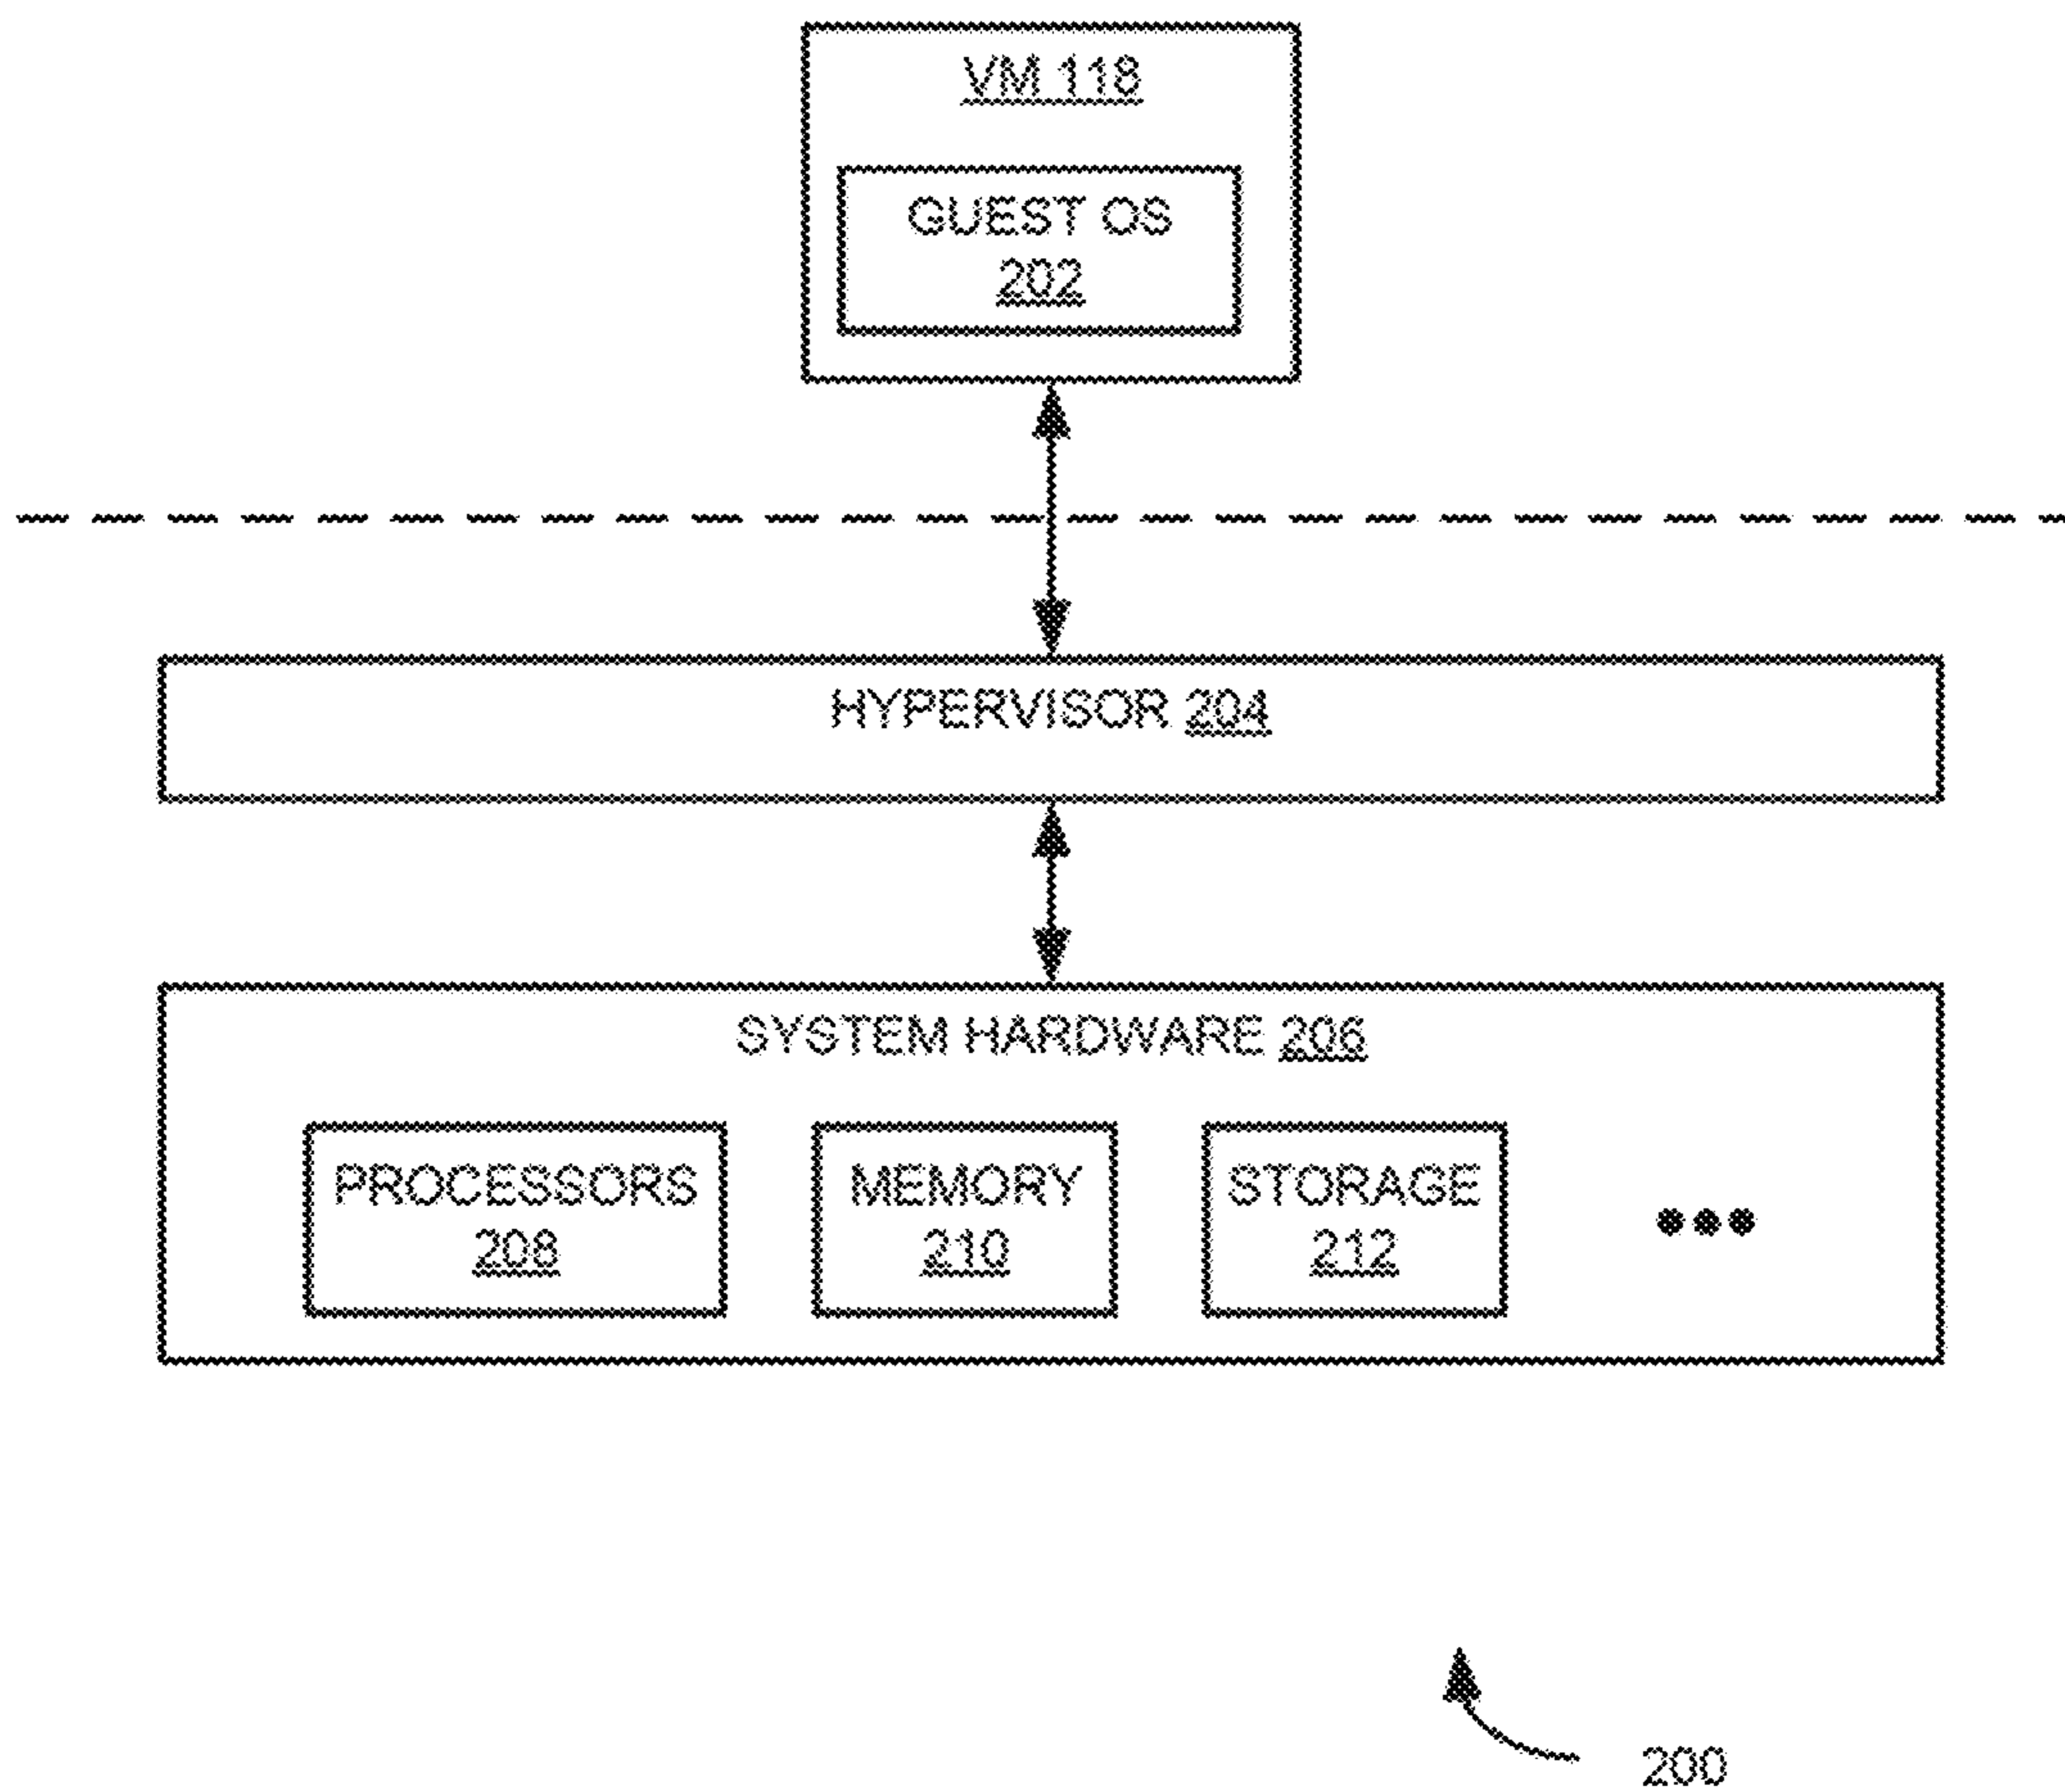 VM 118
GUEST OS
202
HYPERVISOR 204
SYSTEM HARDWARE 206
PROCESSORS
208
MEMORY
210
STORAGE
212
200